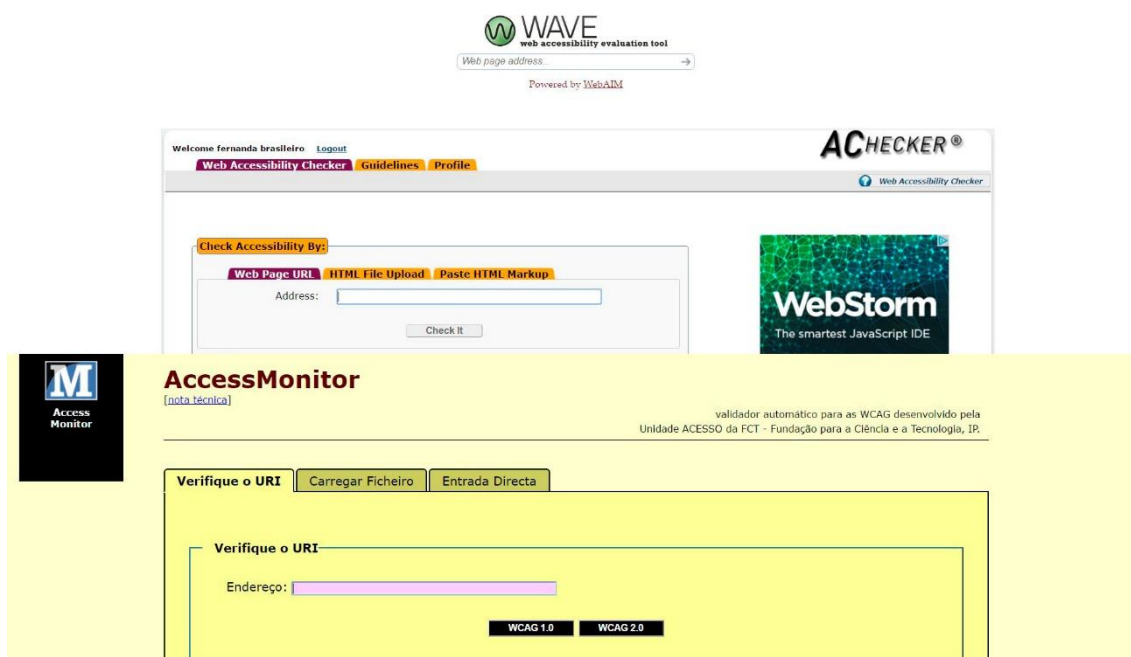 WAVE
web accessibility evaluation tool
Web page address...
Powered by WebAIM
Welcome fernanda brasileiro Logout
ACHECKER®
Web Accessibility Checker Guidelines Profile
Web Accessibility Checker
Check Accessibility By:
Web Page URL HTML File Upload Paste HTML Markup
Address:
Check It
WebStorm
The smartest JavaScript IDE
M
Access
Monitor
AccessMonitor
[nota técnica]
validador automático para as WCAG desenvolvido pela
Unidade ACESSO da FCT - Fundação para a Ciência e a Tecnologia, IP.
Verifique o URI Carregar Ficheiro Entrada Directa
Verifique o URI
Endereço:
WCAG 1.0 WCAG 2.0